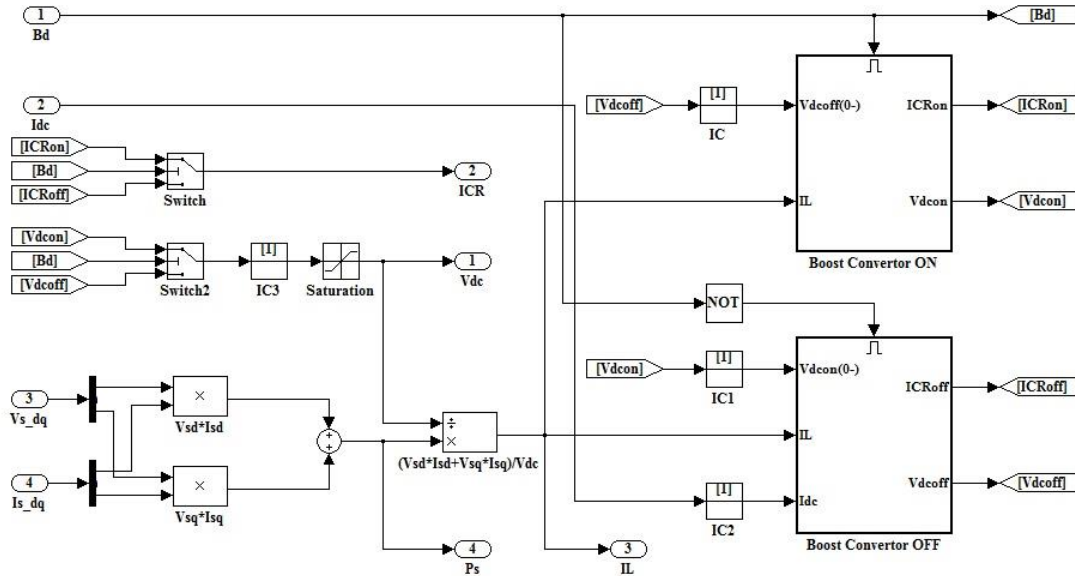 1
Bd
[Bd]
2
Idc
[Vdcoff]
[1]
IC
Vdcoff(0-)
ICRon
[ICRon]
IL
Vdcon
[Vdcon]
Boost Convertor ON
[ICRon]
[Bd]
[ICRoff]
Switch
2
ICR
[Vdcon]
[Bd]
[Vdcoff]
Switch2
[1]
IC3
Saturation
1
Vdc
NOT
[Vdcon]
[1]
IC1
Vdcon(0-)
ICRoff
[ICRoff]
IL
Vdcoff
[Vdcoff]
[1]
IC2
Idc
Boost Convertor OFF
3
Vs_dq
×
Vsd*Isd
4
Is_dq
×
Vsq*Isq
+
+
÷
×
(Vsd*Isd+Vsq*Isq)/Vdc
4
Ps
3
IL